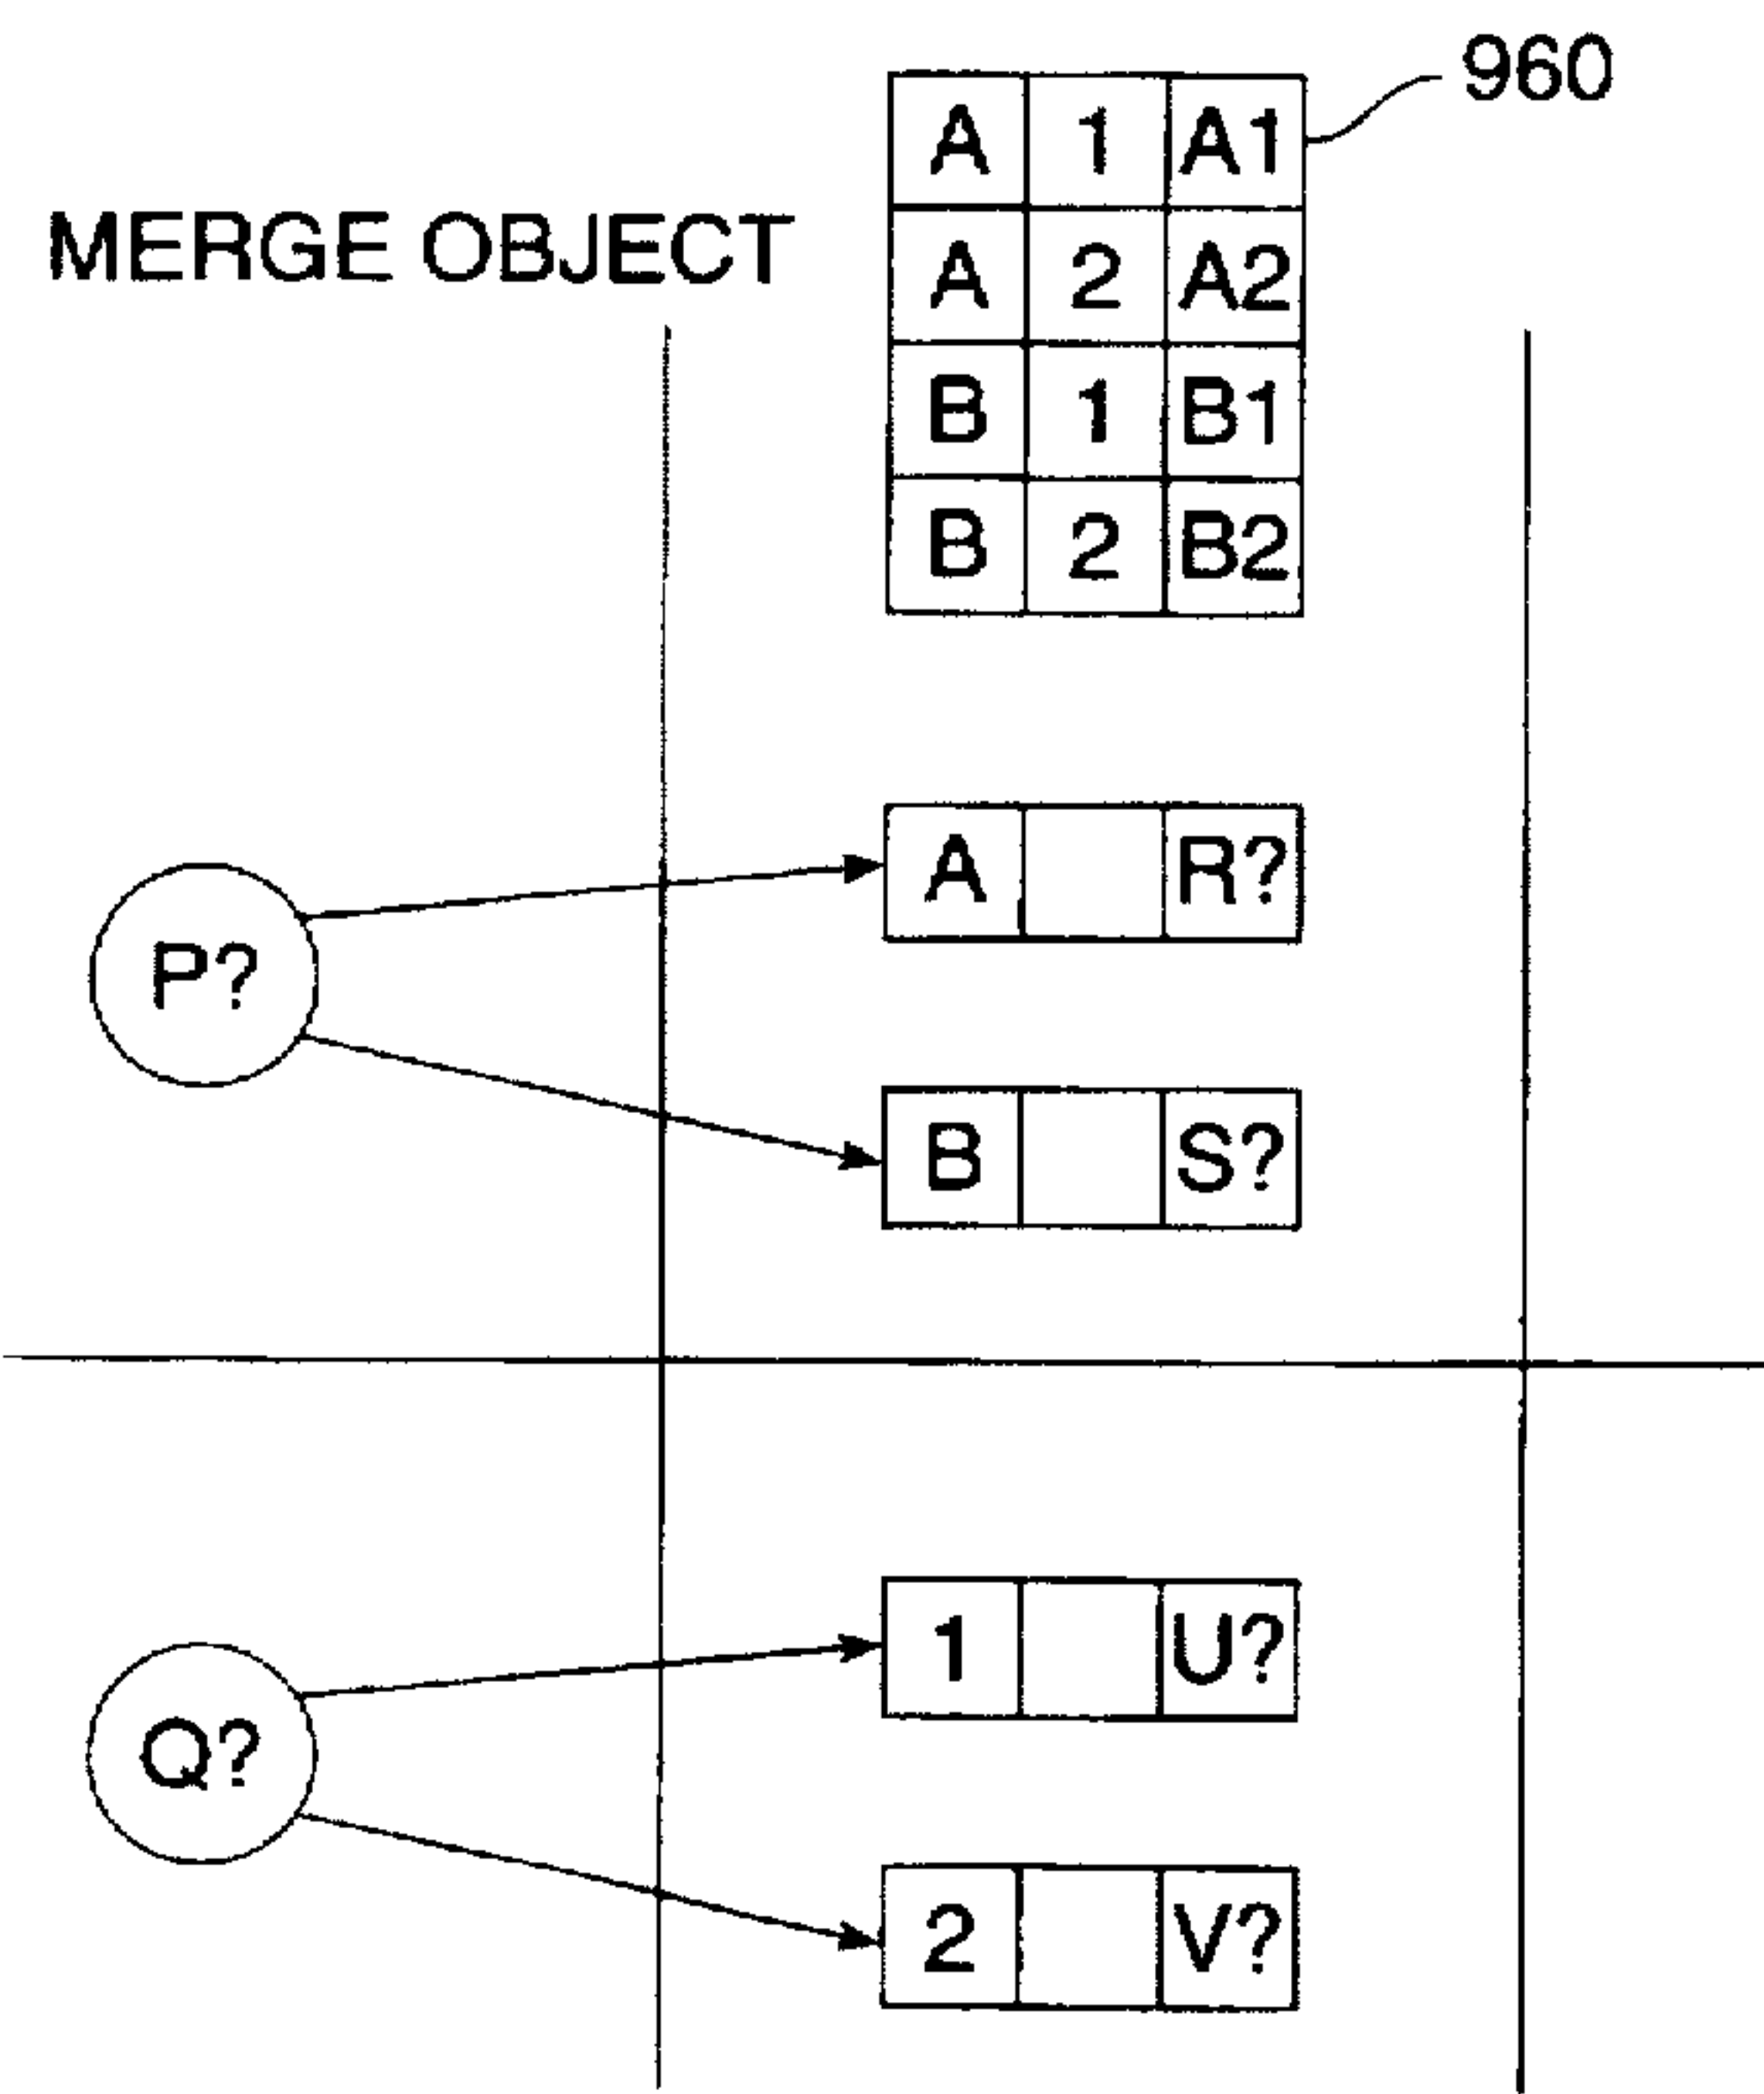 960
A 1 A1
MERGE OBJECT
A 2 A2
B 1 B1
B 2 B2
A R?
P?
B S?
1 U?
Q?
2 V?